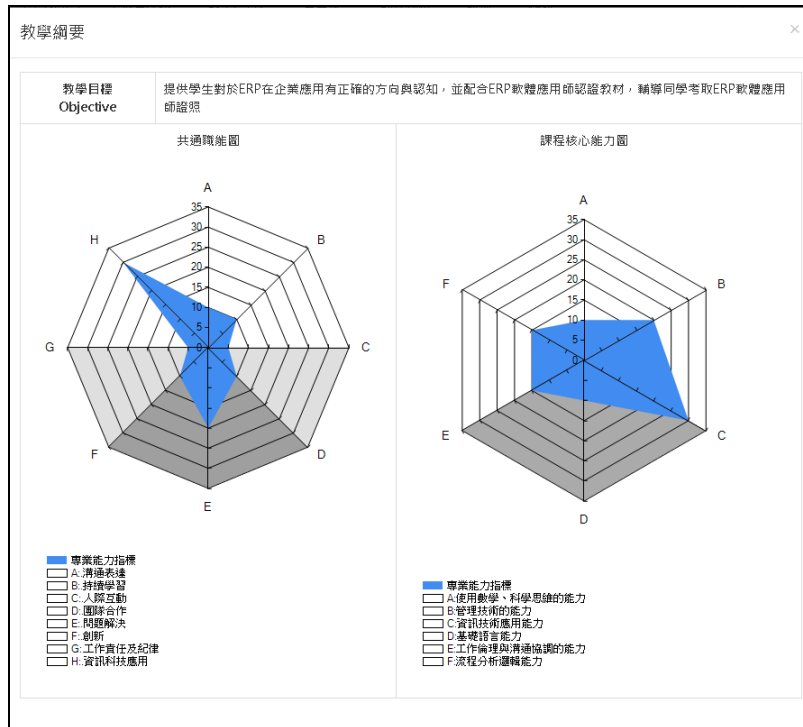 教學綱要
×
教學目標
Objective
提供學生對於ERP在企業應用有正確的方向與認知，並配合ERP軟體應用師認證教材，輔導同學考取ERP軟體應用
師證照
共通職能圖
A
B
C
D
E
F
G
H
35
30
25
20
15
10
5
0
專業能力指標
A:.溝通表達
B:.持續學習
C:.人際互動
D:.團隊合作
E:.問題解決
F:.創新
G:.工作責任及紀律
H:.資訊科技應用
課程核心能力圖
A
B
C
D
E
F
35
30
25
20
15
10
5
0
專業能力指標
A:使用數學、科學思維的能力
B:管理技術的能力
C:資訊技術應用能力
D:基礎語言能力
E:工作倫理與溝通協調的能力
F:流程分析邏輯能力